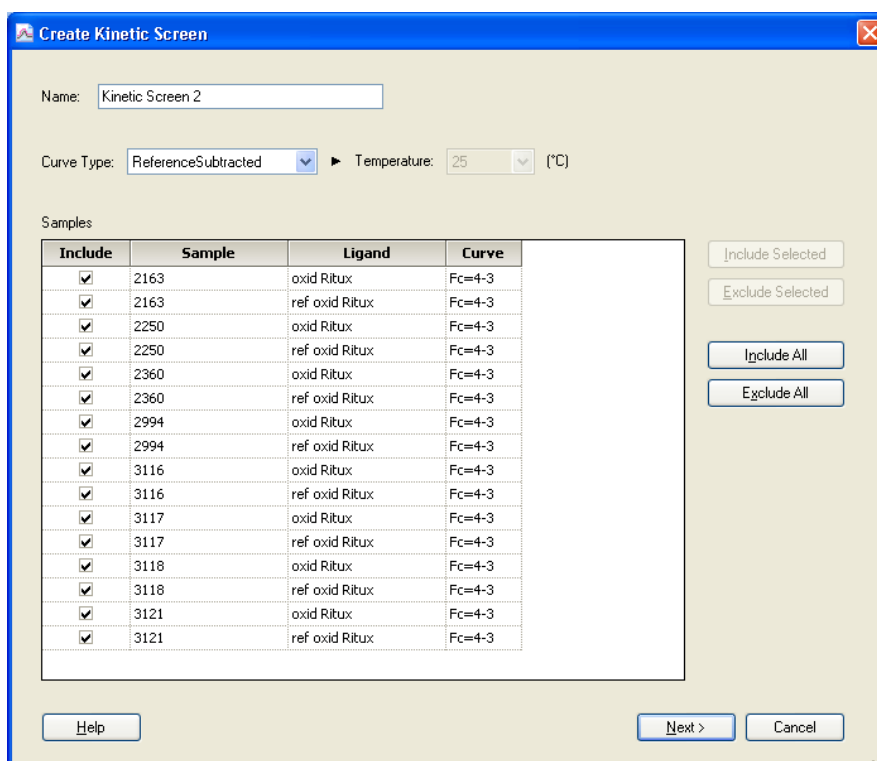 Create Kinetic Screen
Name: Kinetic Screen 2
Curve Type: ReferenceSubtracted Temperature: 25 (°C)
Samples
Include Sample Ligand Curve
2163 oxid Ritux Fc=4-3
2163 ref oxid Ritux Fc=4-3
2250 oxid Ritux Fc=4-3
2250 ref oxid Ritux Fc=4-3
2360 oxid Ritux Fc=4-3
2360 ref oxid Ritux Fc=4-3
2994 oxid Ritux Fc=4-3
2994 ref oxid Ritux Fc=4-3
3116 oxid Ritux Fc=4-3
3116 ref oxid Ritux Fc=4-3
3117 oxid Ritux Fc=4-3
3117 ref oxid Ritux Fc=4-3
3118 oxid Ritux Fc=4-3
3118 ref oxid Ritux Fc=4-3
3121 oxid Ritux Fc=4-3
3121 ref oxid Ritux Fc=4-3
Include Selected
Exclude Selected
Include All
Exclude All
Help Next > Cancel